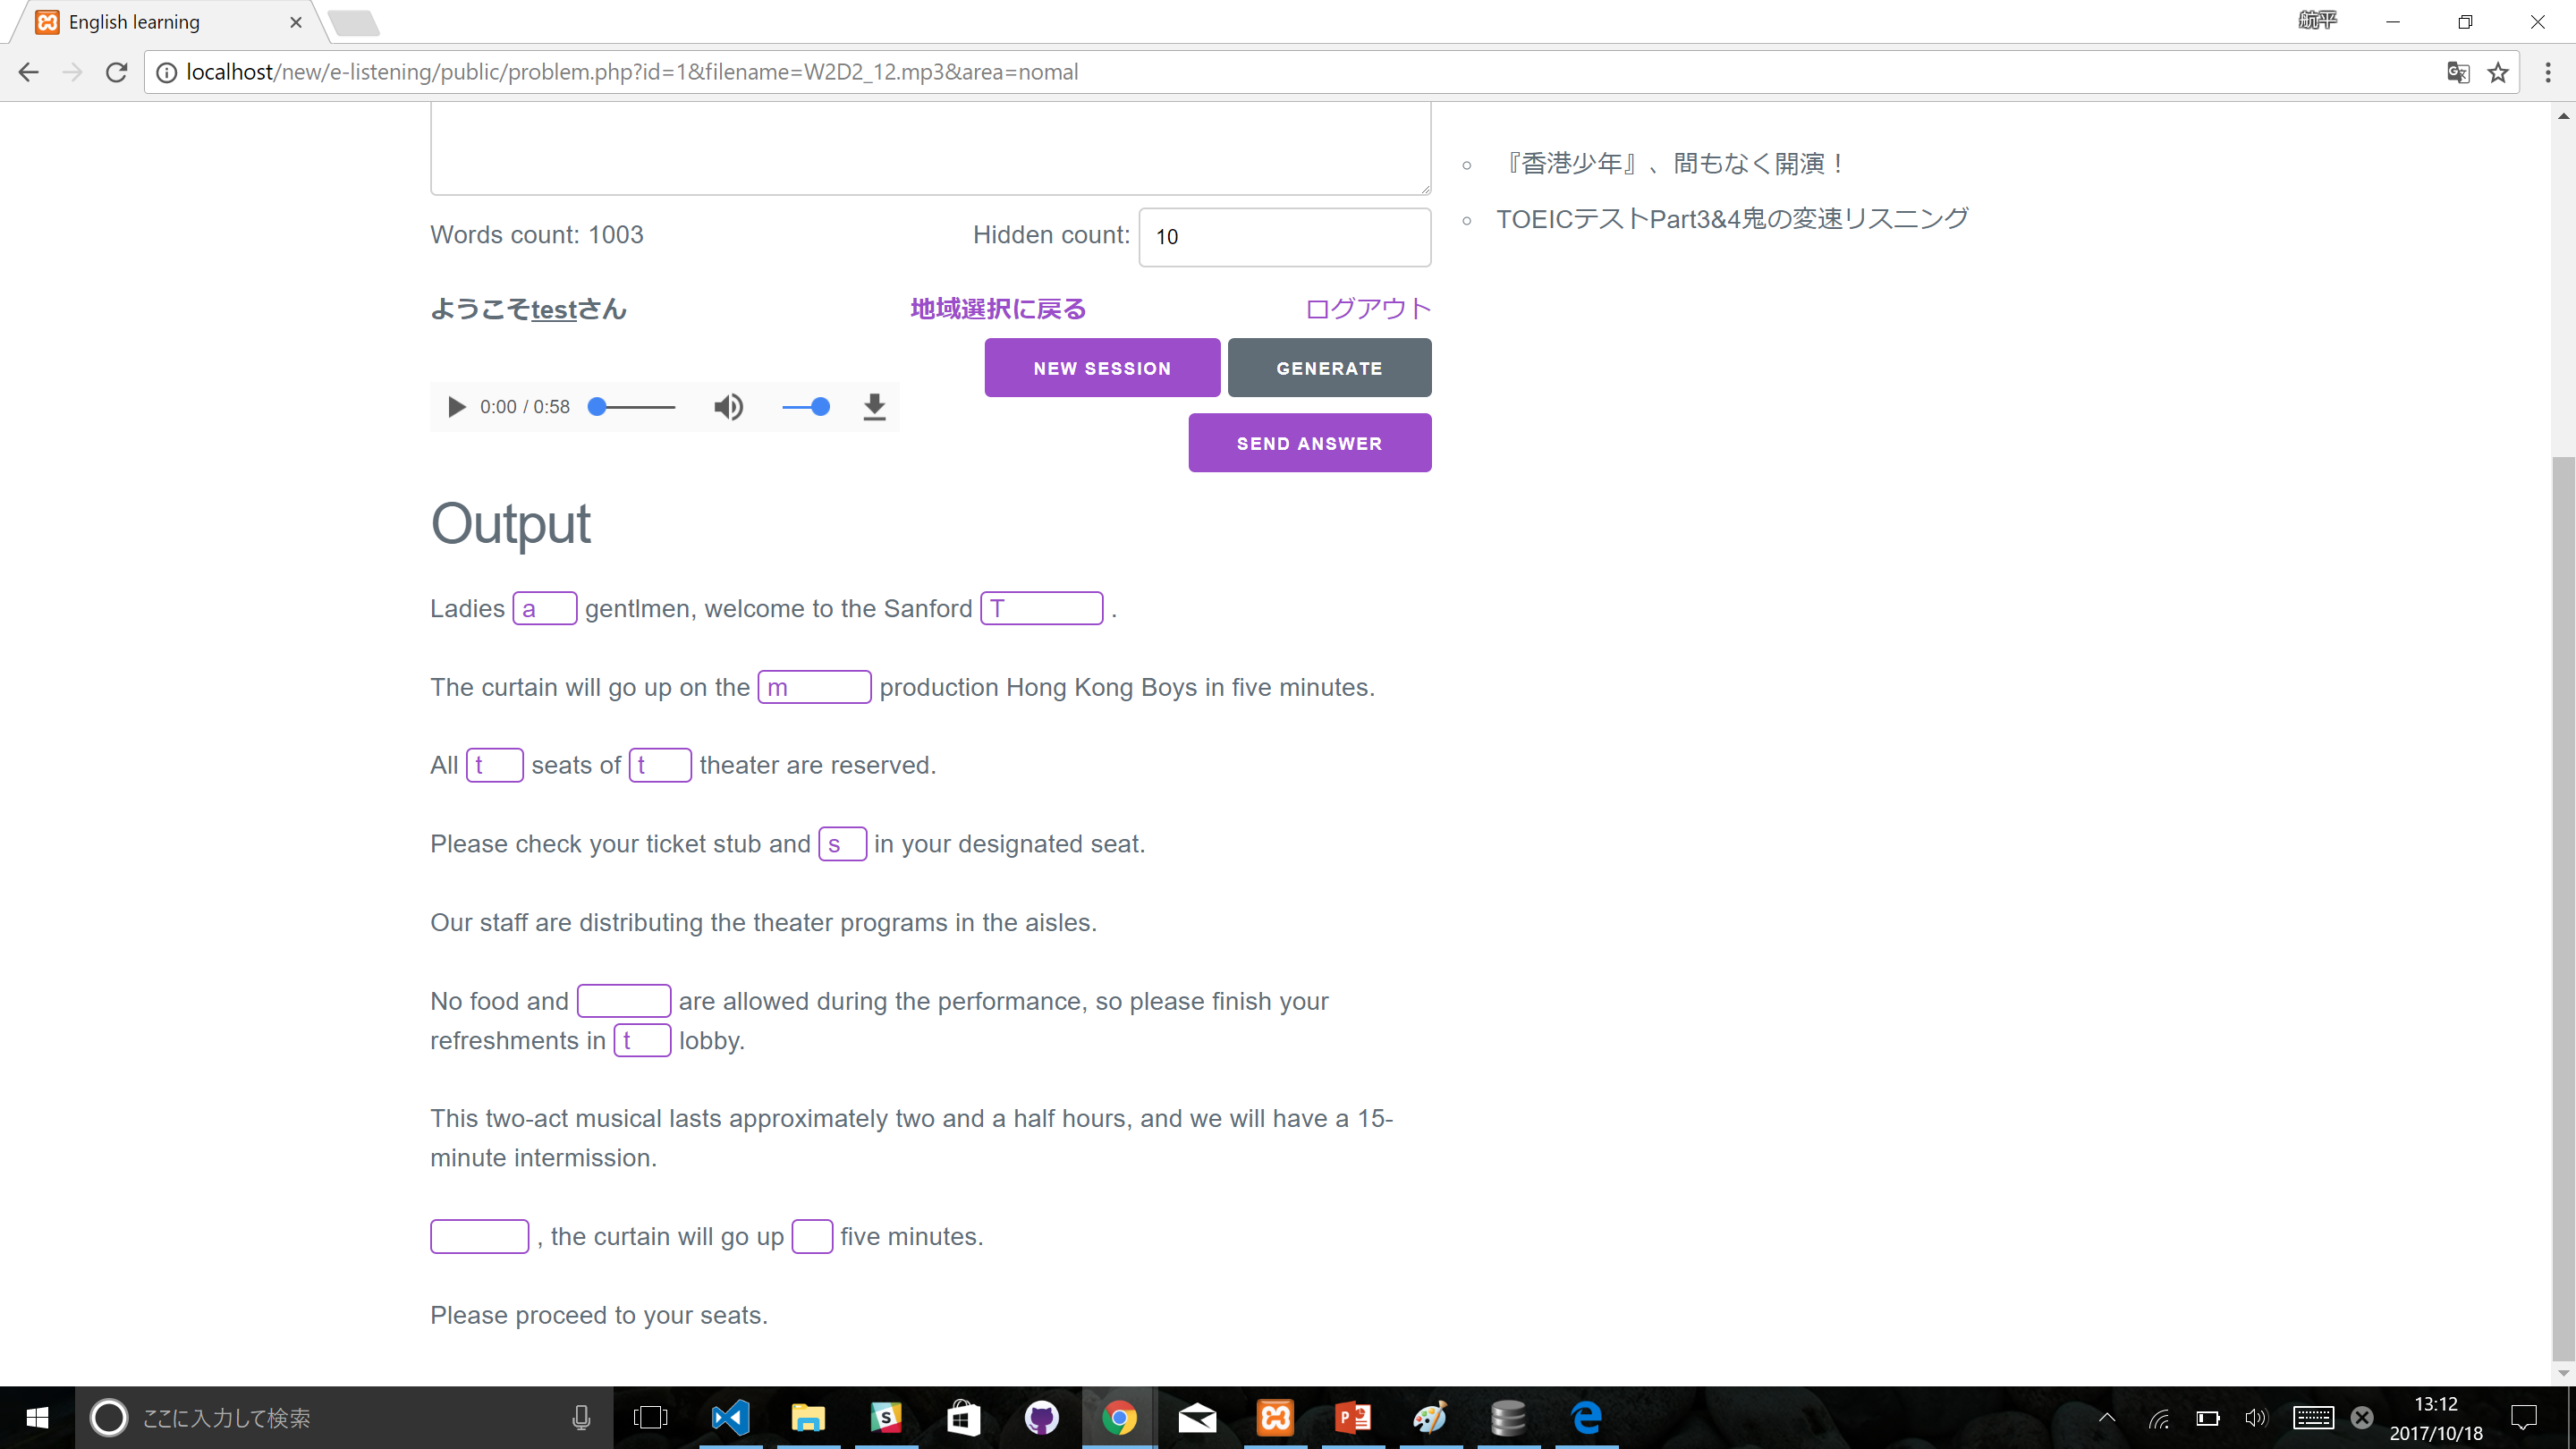 English learning
航平
localhost/new/e-listening/public/problem.php?id=1&filename=W2D2_12.mp3&area=nomal
『香港少年』、間もなく開演！
TOEICテストPart3&4鬼の変速リスニング
Words count: 1003
Hidden count: 10
ようこそtestさん
地域選択に戻る
ログアウト
NEW SESSION
GENERATE
0:00 / 0:58
SEND ANSWER
Output
Ladies a gentlmen, welcome to the Sanford T .
The curtain will go up on the m production Hong Kong Boys in five minutes.
All t seats of t theater are reserved.
Please check your ticket stub and s in your designated seat.
Our staff are distributing the theater programs in the aisles.
No food and are allowed during the performance, so please finish your
refreshments in t lobby.
This two-act musical lasts approximately two and a half hours, and we will have a 15-
minute intermission.
, the curtain will go up five minutes.
Please proceed to your seats.
ここに入力して検索
13:12
2017/10/18